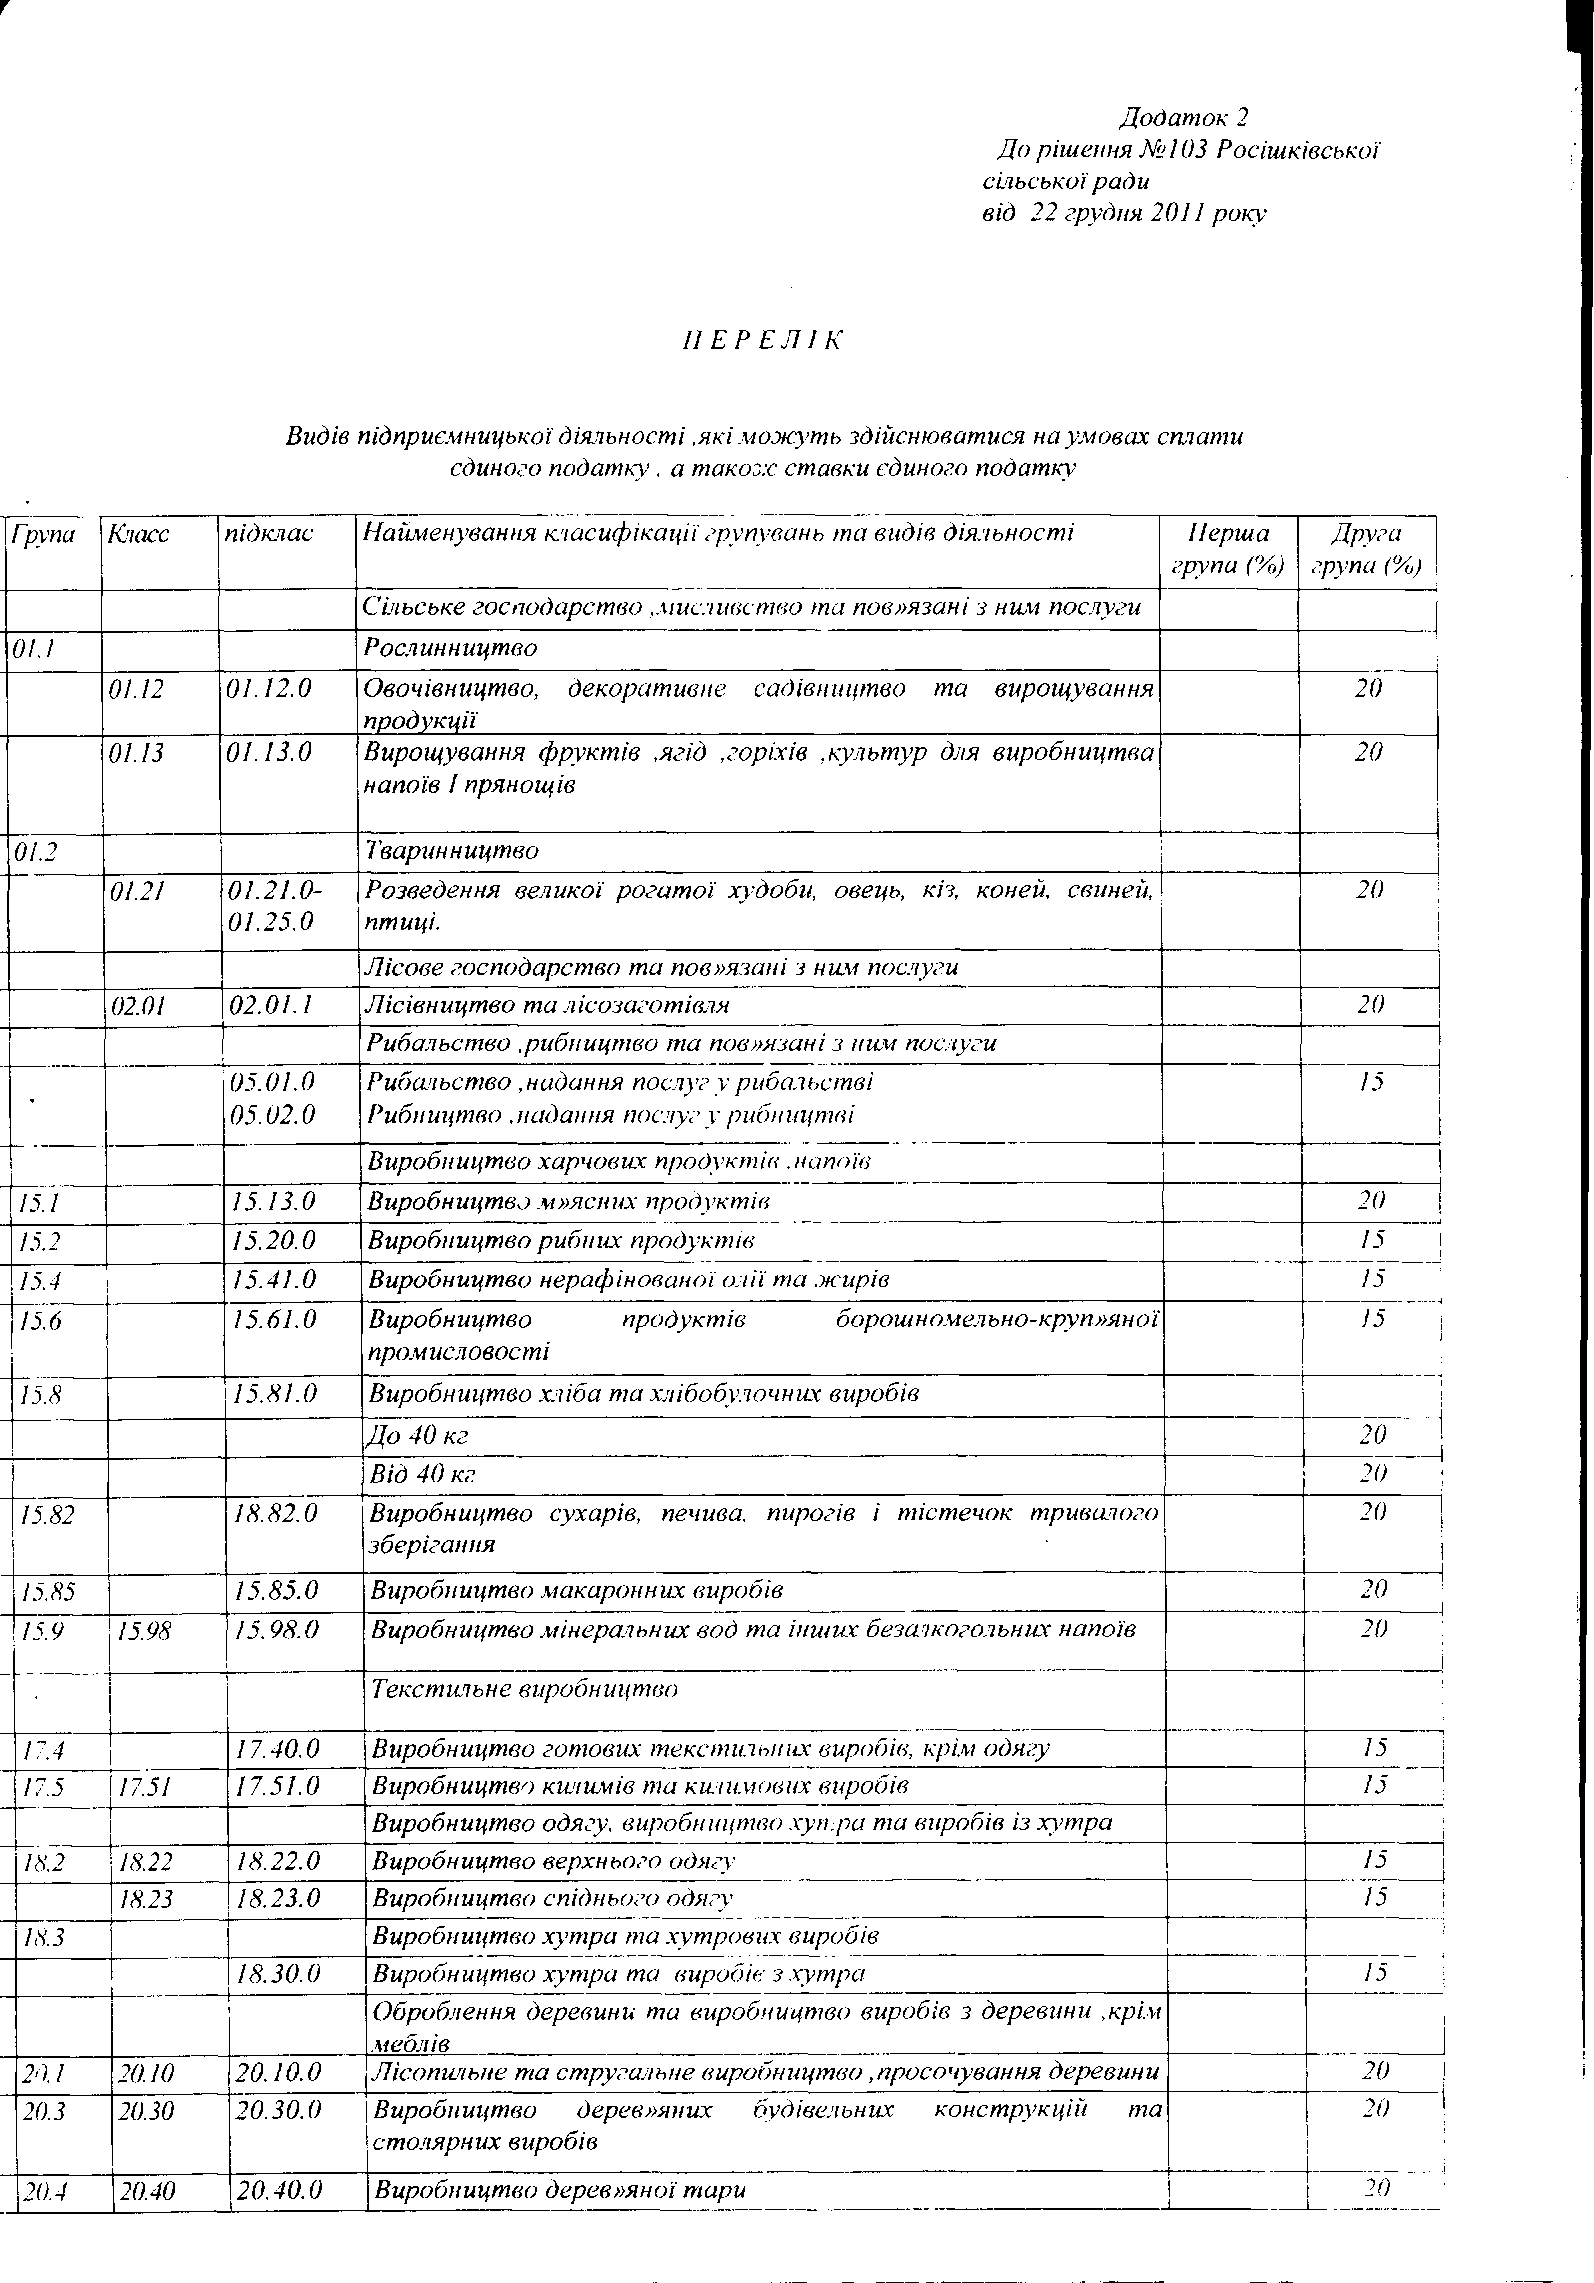 Додаток 2
До рішення №103 Росішківської
сільської ради
від 22 грудня 2011 року
П Е Р Е Л І К
Видів підприємницької діяльності ,які можуть здійснюватися на умовах сплати
єдиного податку , а також ставки єдиного податку
Група Класс підклас Найменування класифікації групувань та видів діяльності Перша Друга
група (%) група (%)
Сільське господарство ,мисливство та пов»язані з ним послуги
01.1 Рослинництво
01.12 01.12.0 Овочівництво, декоративне садівництво та вирощування 20
продукції
01.13 01.13.0 Вирощування фруктів ,ягід ,горіхів ,культур для виробництва 20
напоїв І прянощів
01.2 Тваринництво
01.21 01.21.0- Розведення великої рогатої худоби, овець, кіз, коней, свиней, 20
01.25.0 птиці.
Лісове господарство та пов»язані з ним послуги
02.01 02.01.1 Лісівництво та лісозаготівля 20
Рибальство ,рибництво та пов»язані з ним послуги
05.01.0 Рибальство ,надання послуг у рибальстві 15
05.02.0 Рибництво ,надання послуг у рибництві
Виробництво харчових продуктів ,напоїв
15.1 15.13.0 Виробництво м»ясних продуктів 20
15.2 15.20.0 Виробництво рибних продуктів 15
15.4 15.41.0 Виробництво нерафінованої олії та жирів 15
15.6 15.61.0 Виробництво продуктів борошномельно-круп»яної 15
промисловості
15.8 15.81.0 Виробництво хліба та хлібобулочних виробів
До 40 кг 20
Від 40 кг 20
15.82 18.82.0 Виробництво сухарів, печива, пирогів і тістечок тривалого 20
зберігання
15.85 15.85.0 Виробництво макаронних виробів 20
15.9 15.98 15.98.0 Виробництво мінеральних вод та інших безалкогольних напоїв 20
Текстильне виробництво
17.4 17.40.0 Виробництво готових текстильних виробів, крім одягу 15
17.5 17.51 17.51.0 Виробництво килимів та килимових виробів 15
Виробництво одягу, виробництво хутра та виробів із хутра
18.2 18.22 18.22.0 Виробництво верхнього одягу 15
18.23 18.23.0 Виробництво спіднього одягу 15
18.3 Виробництво хутра та хутрових виробів
18.30.0 Виробництво хутра та виробів з хутра 15
Оброблення деревини та виробництво виробів з деревини ,крім
меблів
20.1 20.10 20.10.0 Лісопильне та стругальне виробництво ,просочування деревини 20
20.3 20.30 20.30.0 Виробництво дерев»яних будівельних конструкцій та 20
столярних виробів
20.4 20.40 20.40.0 Виробництво дерев»яної тари 20